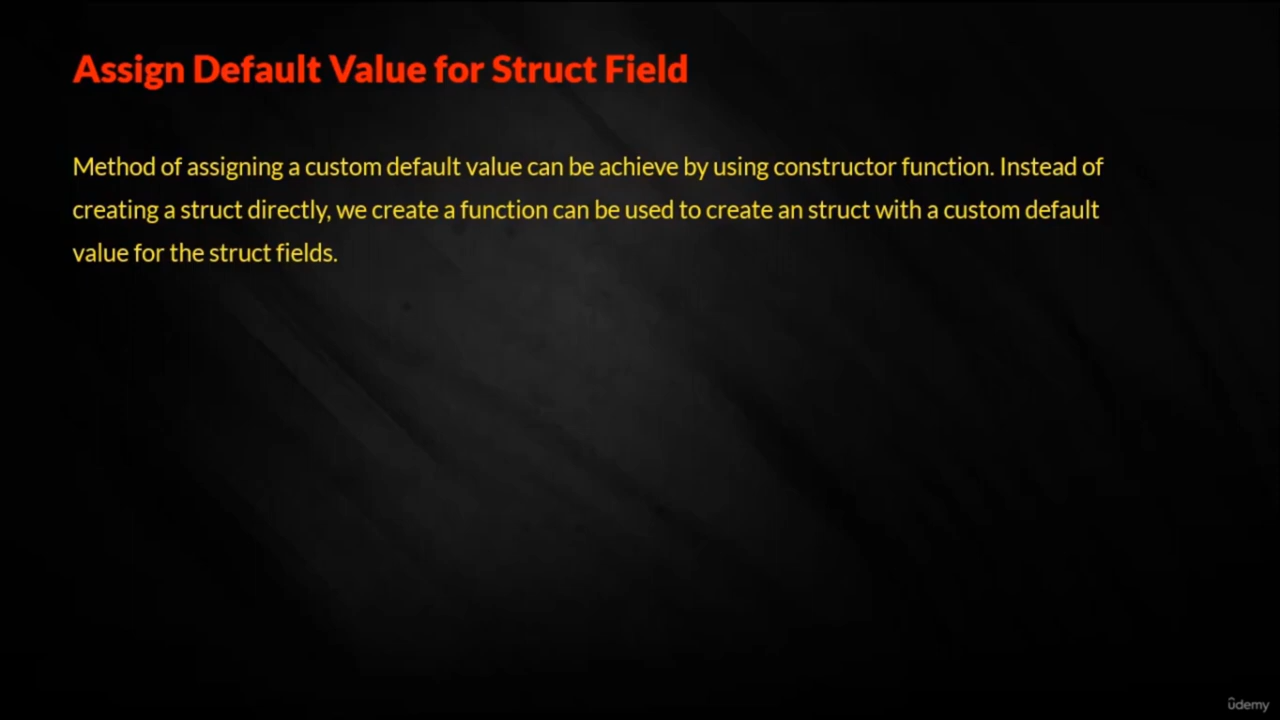 Assign Default Value for Struct Field
Method of assigning a custom default value can be achieve by using constructor function. Instead of
creating a struct directly, we create a function can be used to create an struct with a custom default
value for the struct fields.
ûdemy